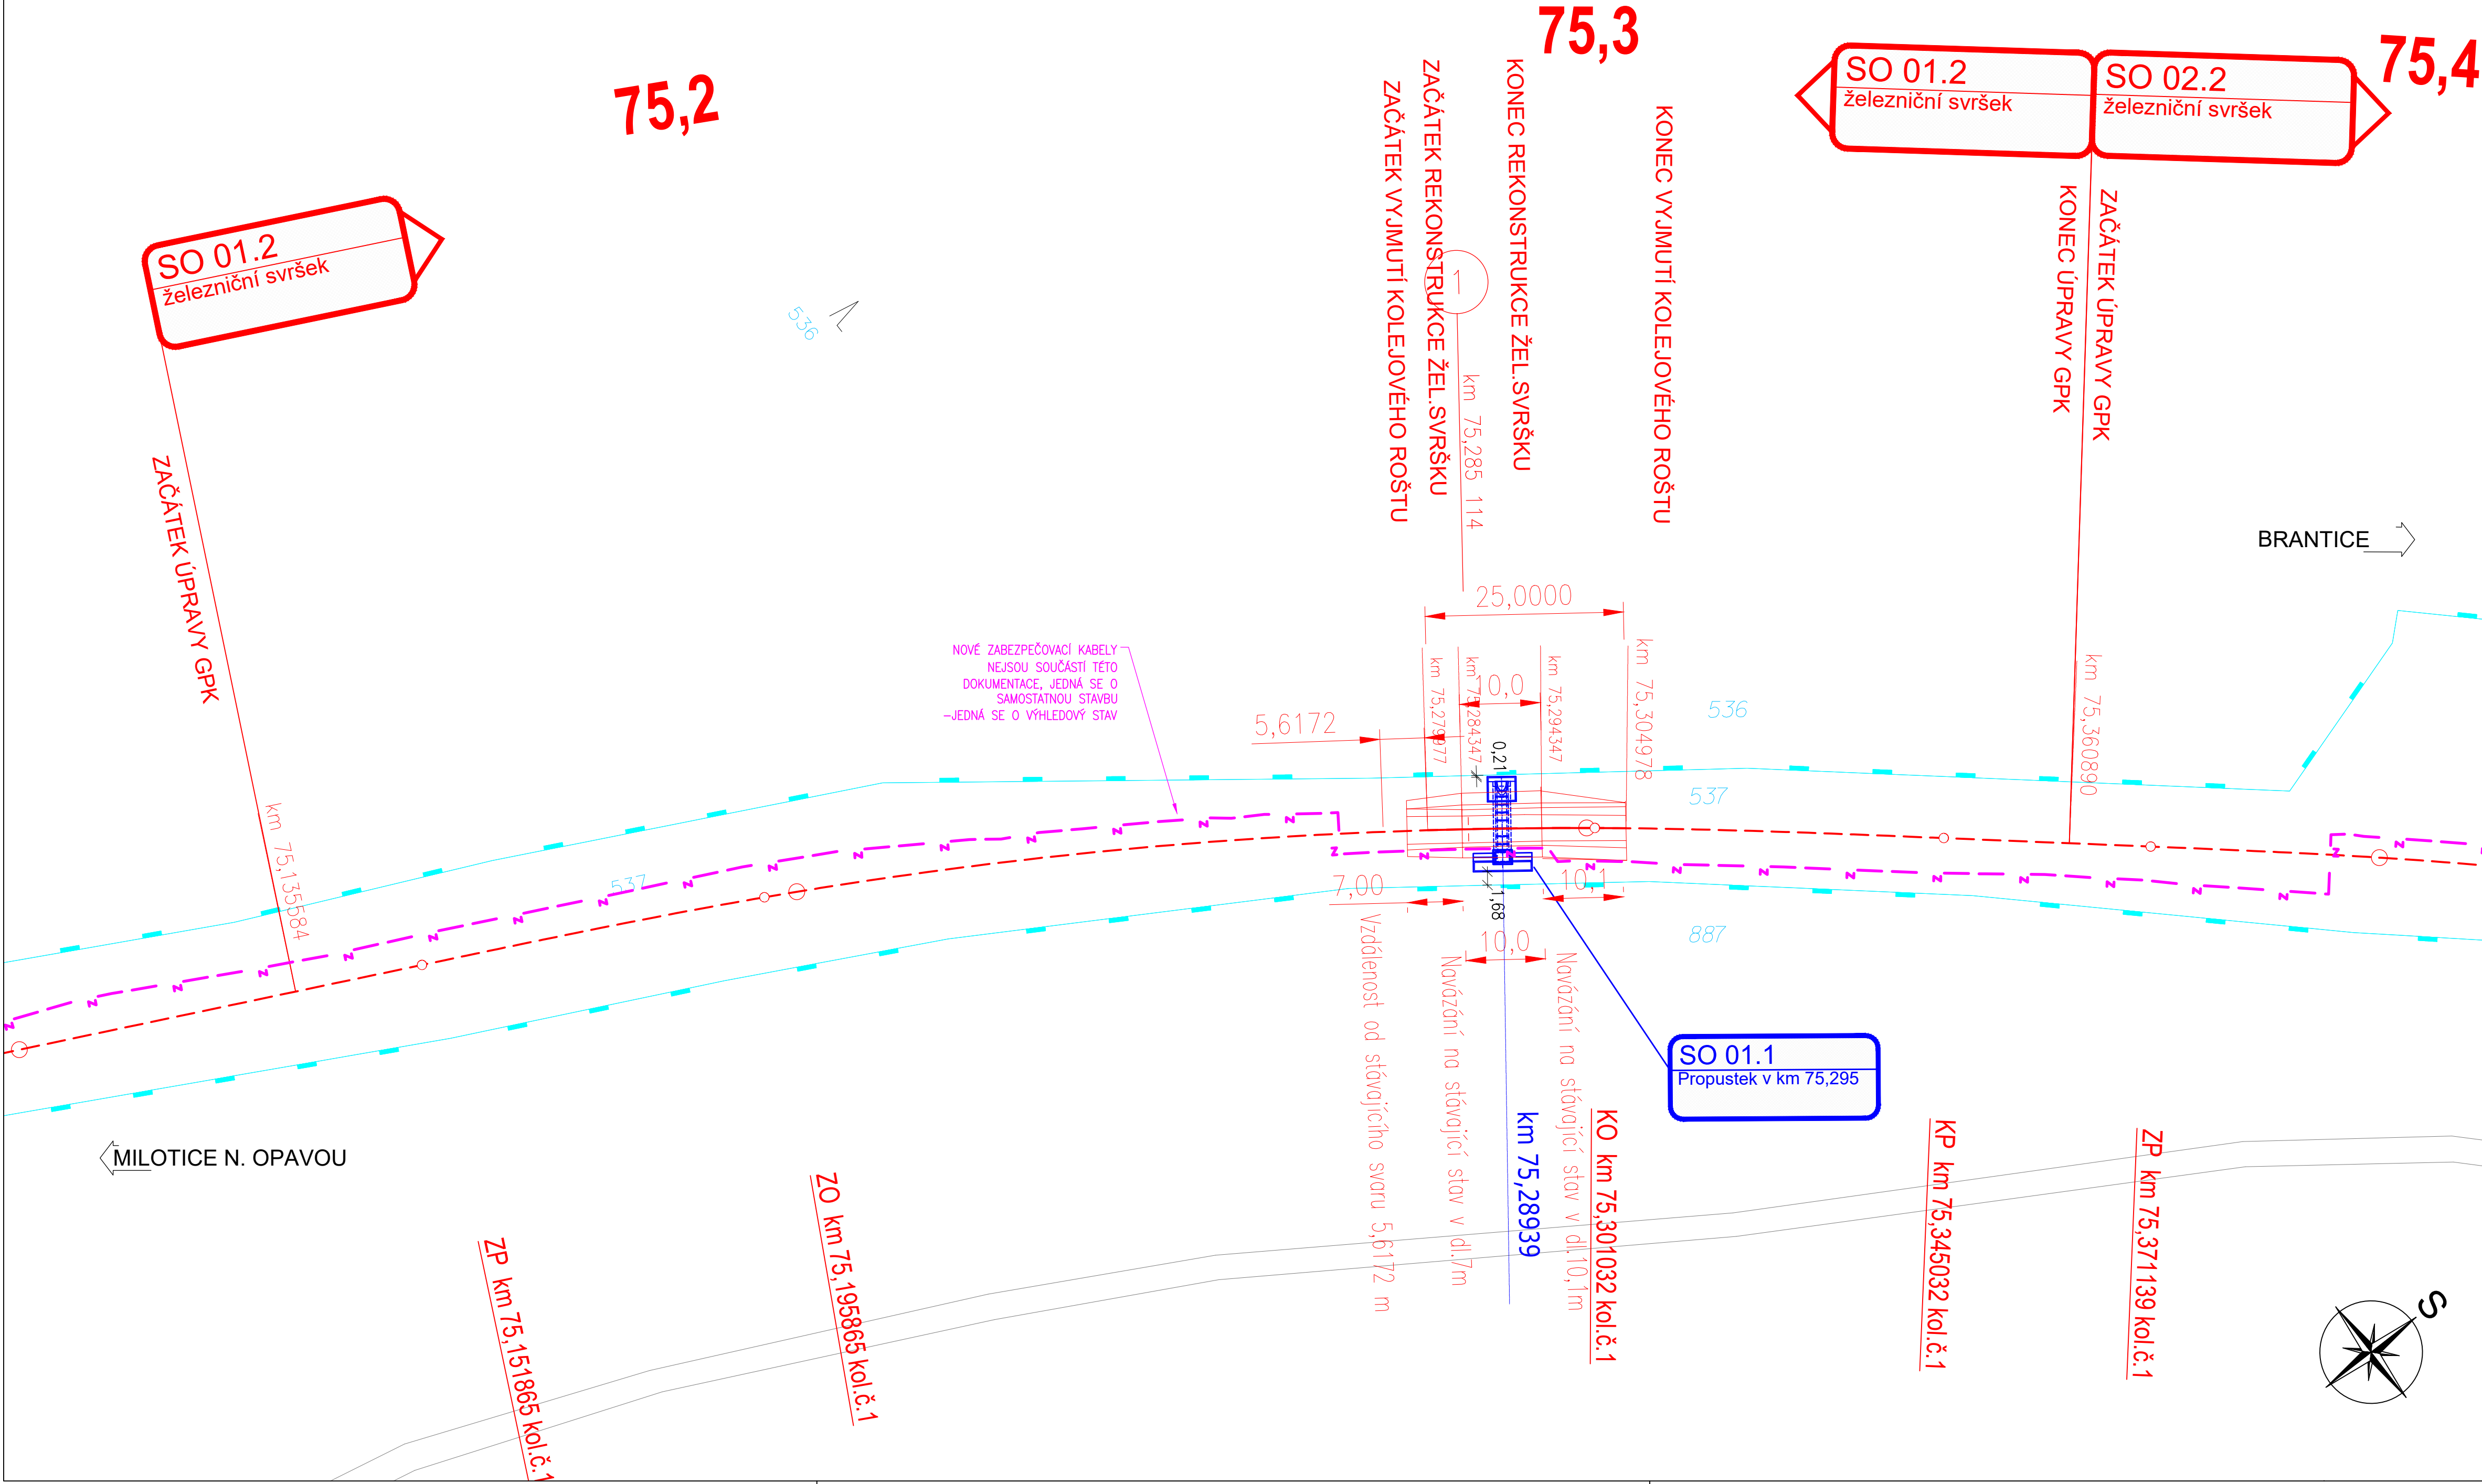 75,2
75,3
75,4
SO 01.2
železniční svršek
SO 02.2
železniční svršek
SO 01.2
železniční svršek
ZAČÁTEK VYJMUTÍ KOLEJOVÉHO ROŠTU
ZAČÁTEK REKONSTRUKCE ŽEL.SVRŠKU
KONEC REKONSTRUKCE ŽEL.SVRŠKU
KONEC VYJMUTÍ KOLEJOVÉHO ROŠTU
KONEC ÚPRAVY GPK
ZAČÁTEK ÚPRAVY GPK
1
km 75,285 114
536
ZAČÁTEK ÚPRAVY GPK
km 75,135584
BRANTICE
25,0000
NOVÉ ZABEZPEČOVACÍ KABELY
NEJSOU SOUČÁSTÍ TÉTO
DOKUMENTACE, JEDNÁ SE O
SAMOSTATNOU STAVBU
-JEDNÁ SE O VÝHLEDOVÝ STAV
5,6172
km 75,279977
km 75,284347
10,0
km 75,294347
km 75,304978
km 75,360890
0,21
536
537
537
887
7,00
1,68
10,1
10,0
Vzdálenost od stávajícího svaru 5,6172 m
Navázání na stávající stav v dl.7m
Navázání na stávající stav v dl.10,1m
SO 01.1
Propustek v km 75,295
km 75,28939
MILOTICE N. OPAVOU
ZP km 75,151865 kol.č.1
ZO km 75,195865 kol.č.1
KO km 75,301032 kol.č.1
KP km 75,345032 kol.č.1
ZP km 75,371139 kol.č.1
S